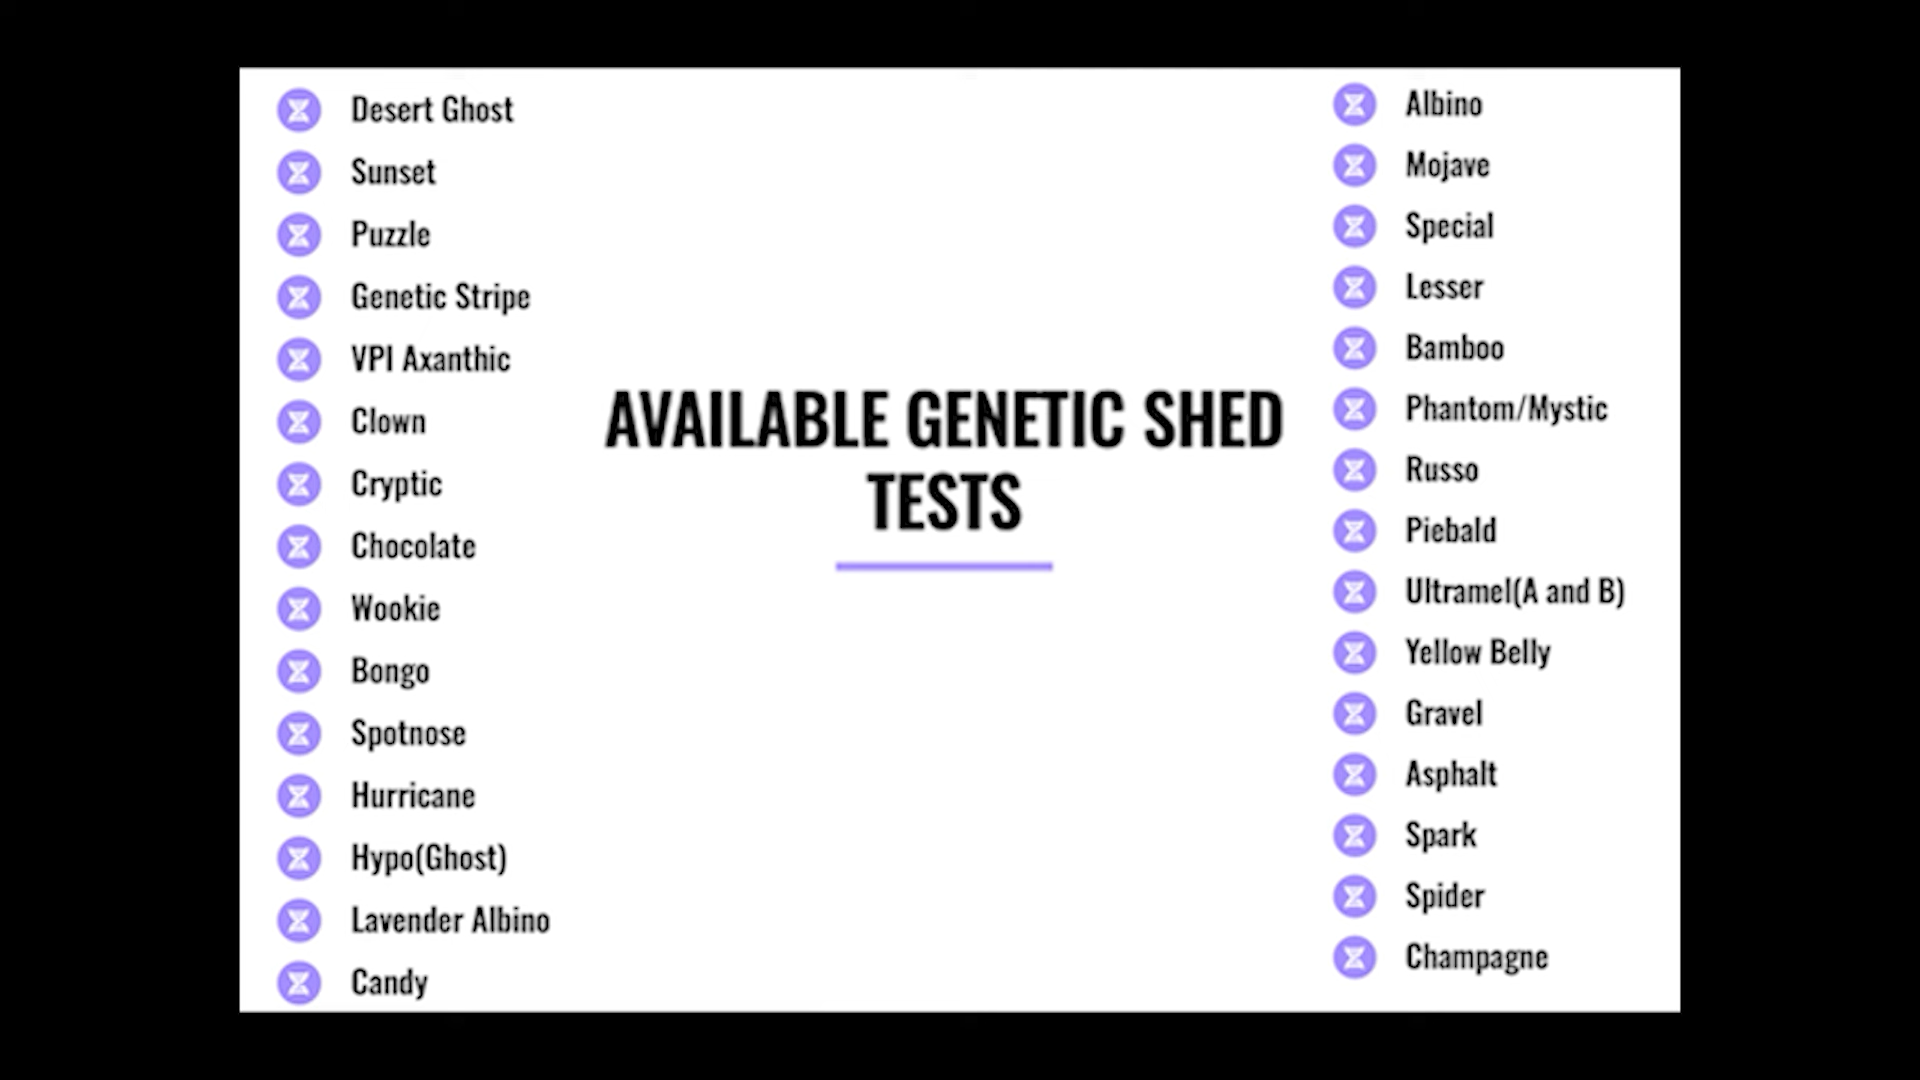 Desert Ghost
Sunset
Puzzle
Genetic Stripe
VPI Axanthic
Clown
Cryptic
Chocolate
Wookie
Bongo
Spotnose
Hurricane
Hypo(Ghost)
Lavender Albino
Candy
AVAILABLE GENETIC SHED
TESTS
Albino
Mojave
Special
Lesser
Bamboo
Phantom/Mystic
Russo
Piebald
Ultramel(A and B)
Yellow Belly
Gravel
Asphalt
Spark
Spider
Champagne